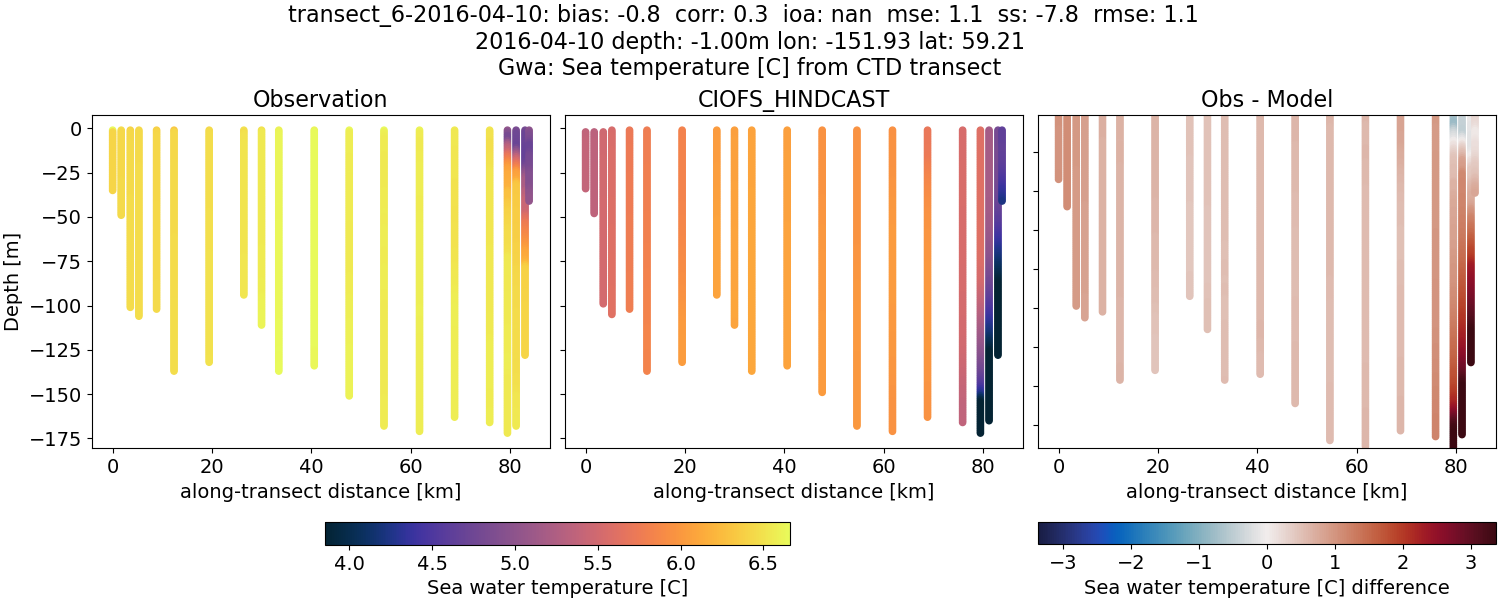 transect_6-2016-04-10: bias: -0.8  corr: 0.3  ioa: nan  mse: 1.1  ss: -7.8  rmse: 1.1
2016-04-10 depth: -1.00m lon: -151.93 lat: 59.21
Gwa: Sea temperature [C] from CTD transect
Observation
CIOFS_HINDCAST
Obs - Model
Depth [m]
0
−25
−50
−75
−100
−125
−150
−175
0 20 40 60 80
0 20 40 60 80
0 20 40 60 80
along-transect distance [km]
along-transect distance [km]
along-transect distance [km]
4.0 4.5 5.0 5.5 6.0 6.5
Sea water temperature [C]
−3 −2 −1 0 1 2 3
Sea water temperature [C] difference